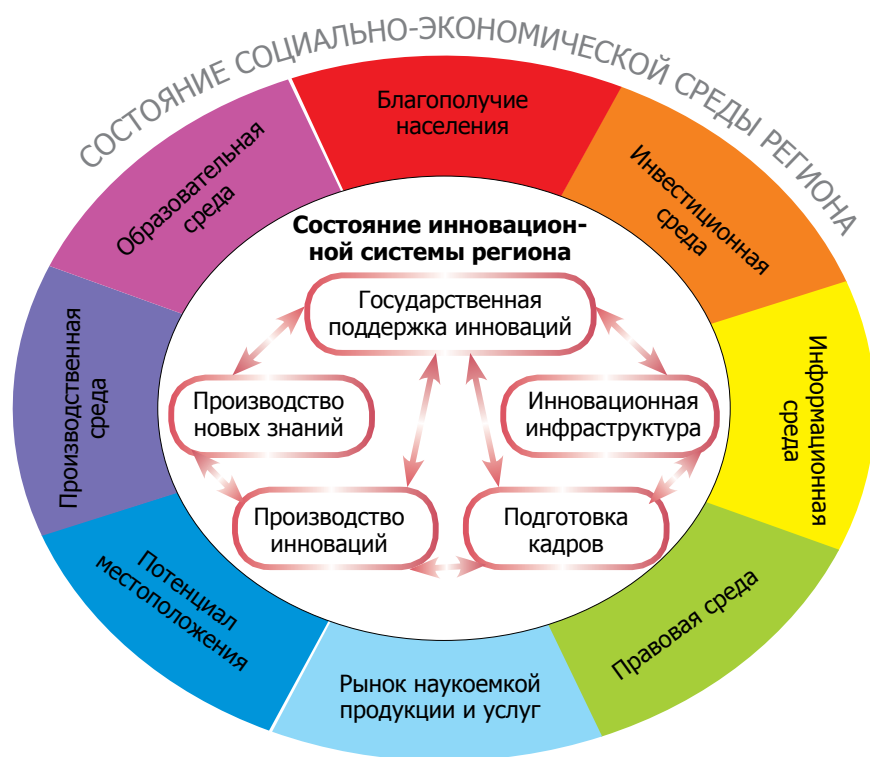 СОСТОЯНИЕ СОЦИАЛЬНО-ЭКОНОМИЧЕСКОЙ СРЕДЫ РЕГИОНА
Благополучие
населения
Инвестиционная
среда
Информационная
среда
Правовая среда
Рынок наукоемкой
продукции и услуг
Потенциал
местоположения
Производственная
среда
Образовательная
среда
Состояние инновацион-
ной системы региона
Государственная
поддержка инноваций
Производство
новых знаний
Инновационная
инфраструктура
Производство
инноваций
Подготовка
кадров